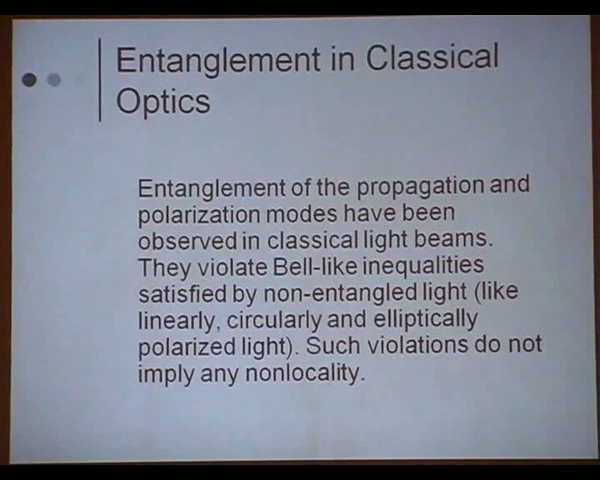 Entanglement in Classical
Optics
Entanglement of the propagation and
polarization modes have been
observed in classical light beams.
They violate Bell-like inequalities
satisfied by non-entangled light (like
linearly, circularly and elliptically
polarized light). Such violations do not
imply any nonlocality.